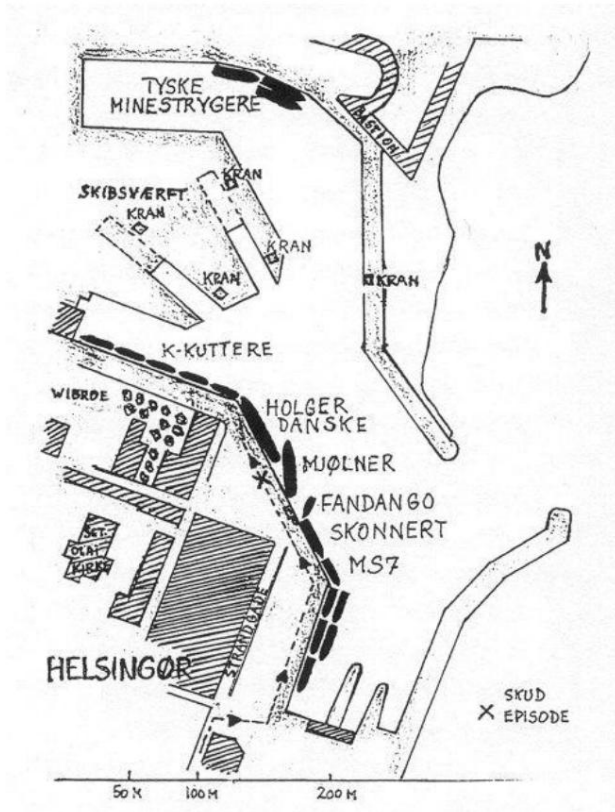 TYSKE
MINESTRYGERE
BASTION
SKIBSVÆRFT
KRAN
KRAN
KRAN
KRAN
KRAN
N
K-KUTTERE
WIBROE
HOLGER
DANSKE
MJØLNER
FANDANGO
SKONNERT
MS7
SCT.
OLAI
KIRKE
STRANDGADE
HELSINGØR
X SKUD
EPISODE
50 M 100 M 200 M